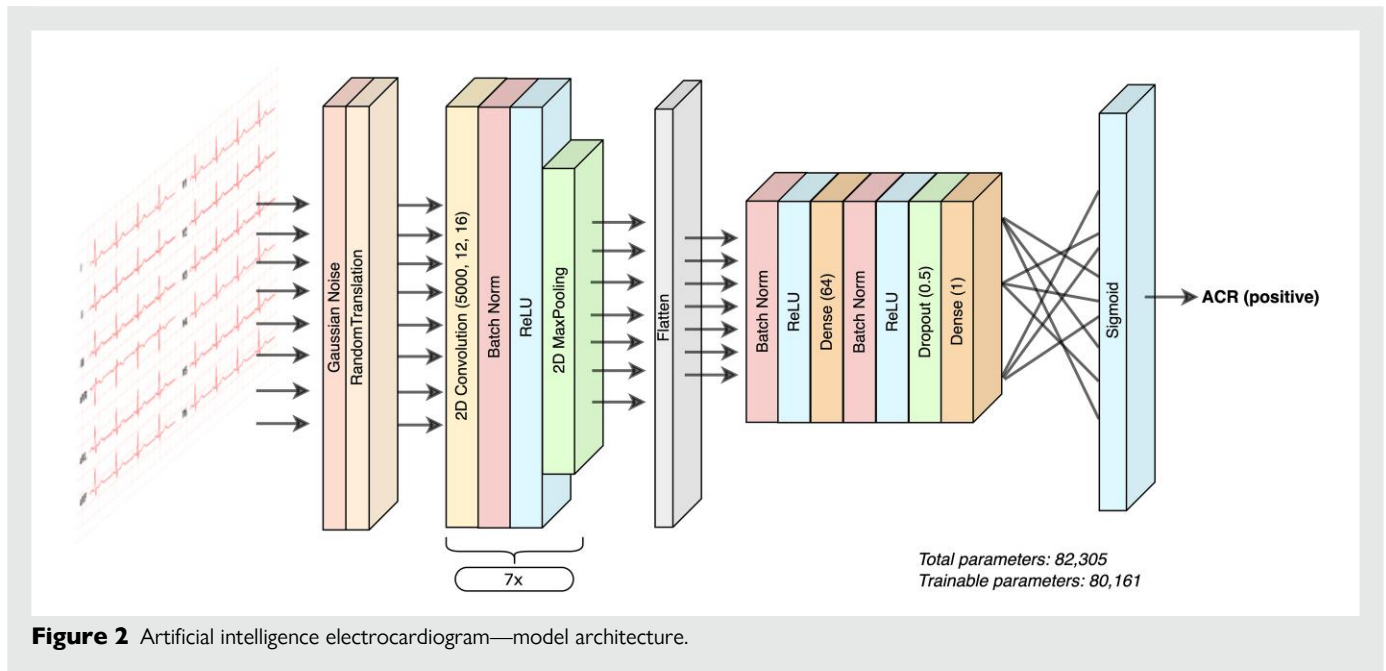 Gaussian Noise
RandomTranslation
2D Convolution (5000, 12, 16)
Batch Norm
ReLU
2D MaxPooling
7x
Flatten
Batch Norm
ReLU
Dense (64)
Batch Norm
ReLU
Dropout (0.5)
Dense (1)
Sigmoid
ACR (positive)
Total parameters: 82,305
Trainable parameters: 80,161
Figure 2 Artificial intelligence electrocardiogram—model architecture.